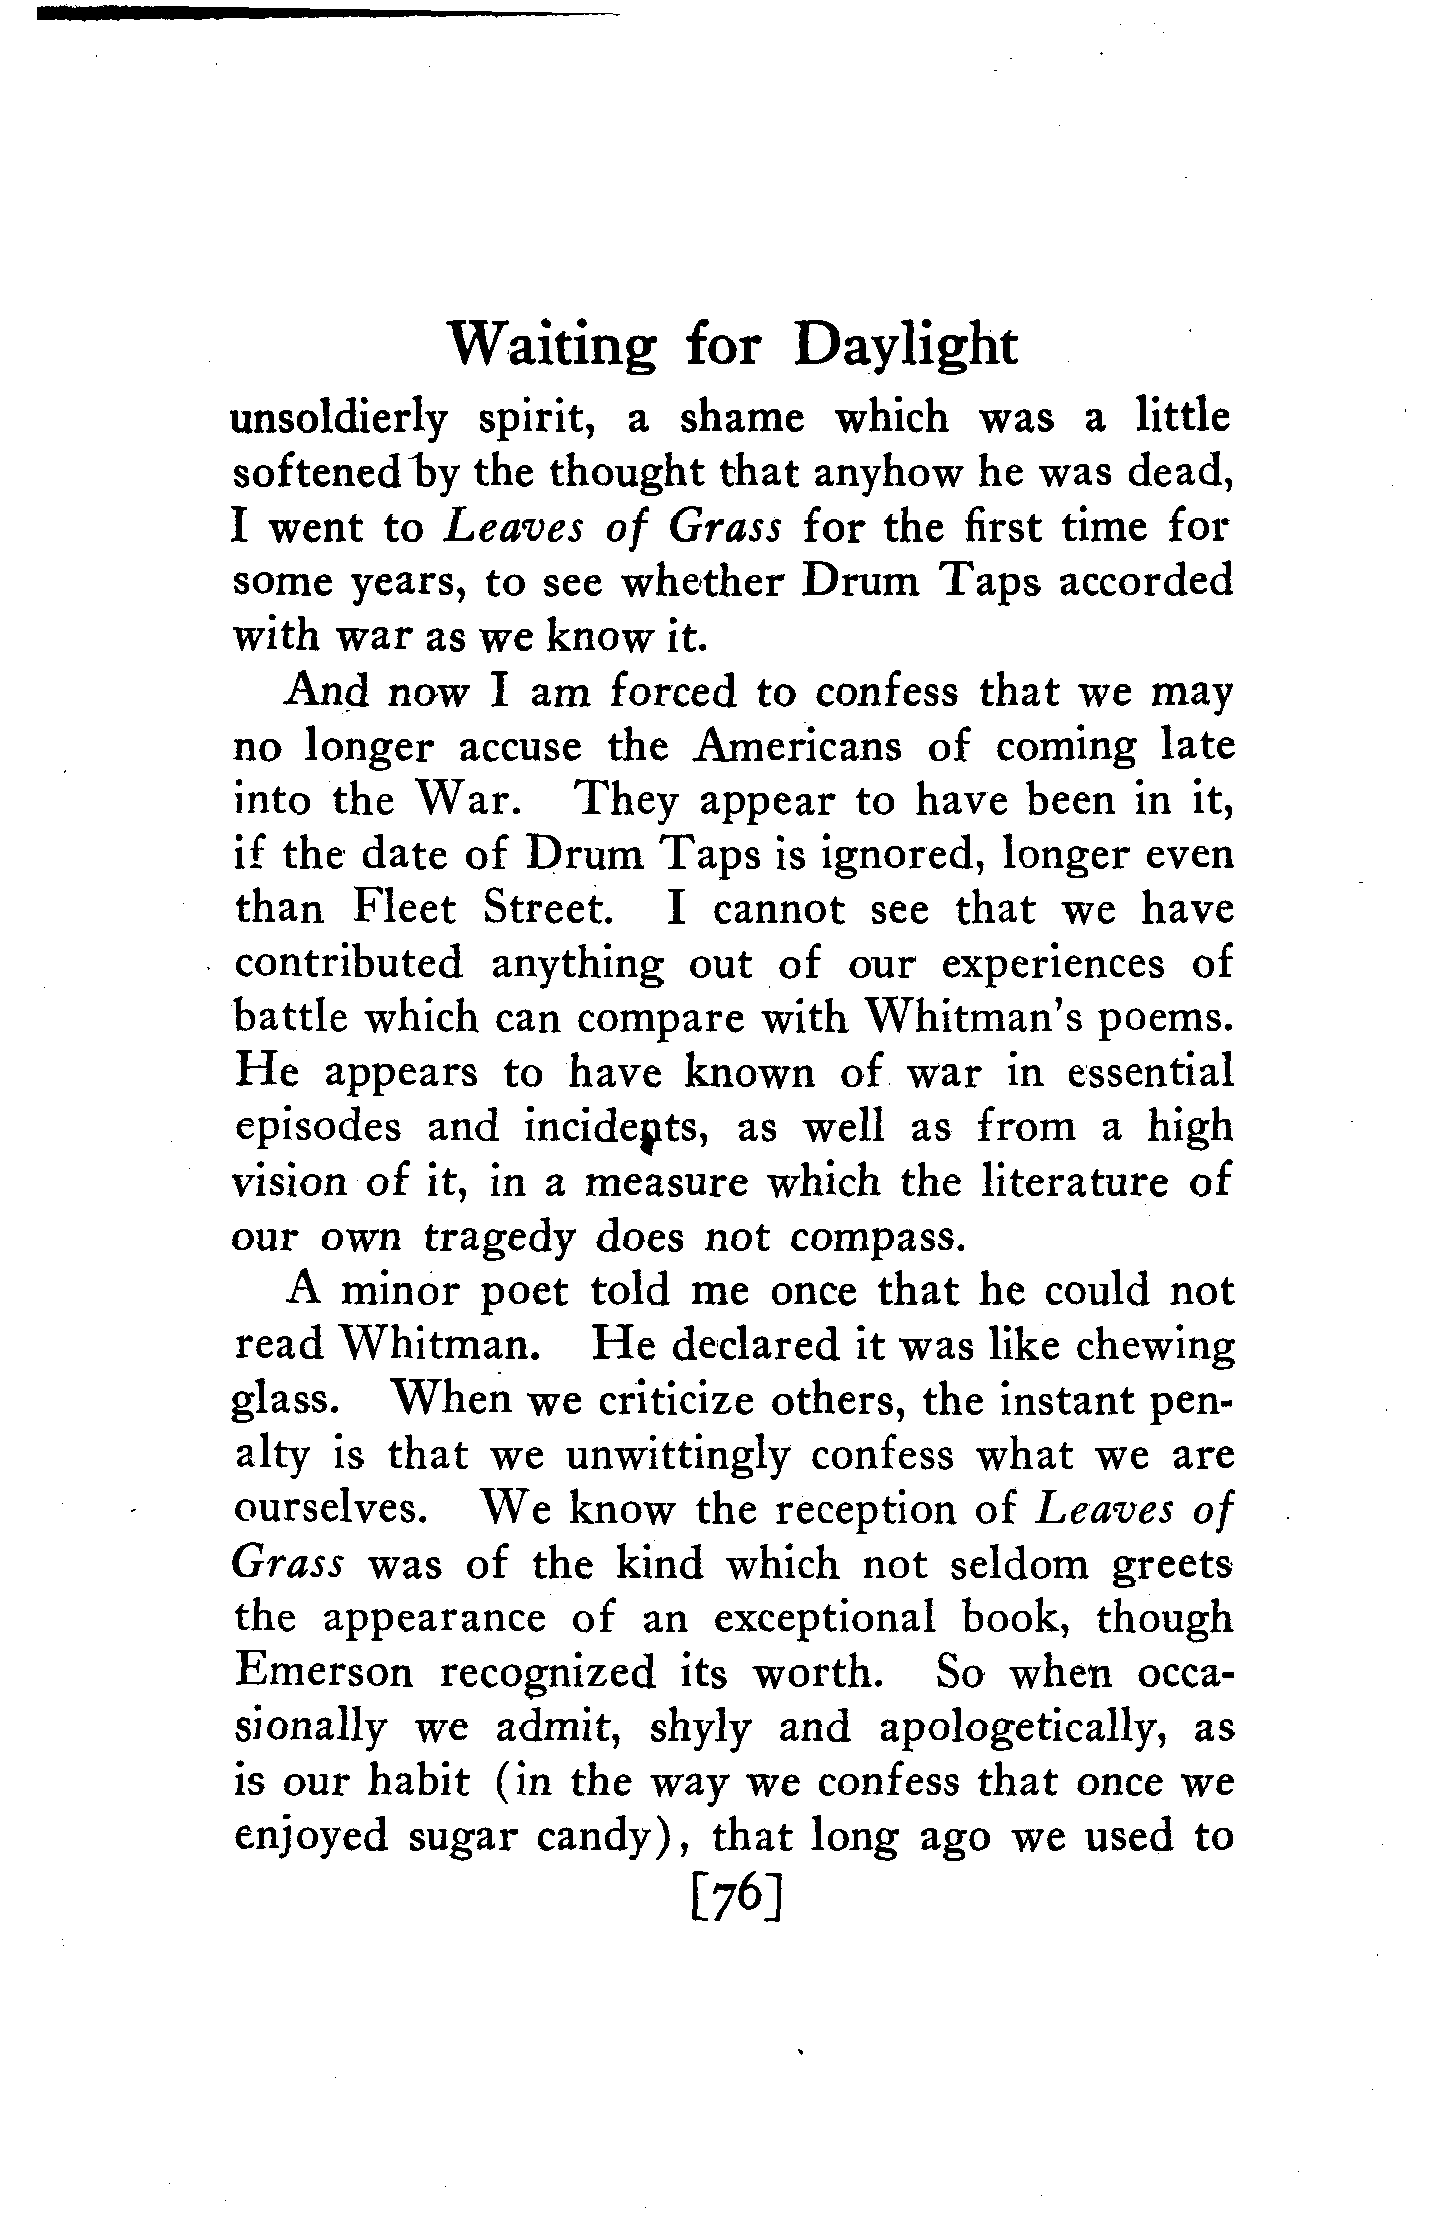 Waiting for Daylight
unsoldierly spirit, a shame which was a little
softened by the thought that anyhow he was dead,
I went to Leaves of Grass for the first time for
some years, to see whether Drum Taps accorded
with war as we know it.
And now I am forced to confess that we may
no longer accuse the Americans of coming late
into the War. They appear to have been in it,
if the date of Drum Taps is ignored, longer even
than Fleet Street. I cannot see that we have
contributed anything out of our experiences of
battle which can compare with Whitman's poems.
He appears to have known of war in essential
episodes and incidents, as well as from a high
vision of it, in a measure which the literature of
our own tragedy does not compass.
A minor poet told me once that he could not
read Whitman. He declared it was like chewing
glass. When we criticize others, the instant pen-
alty is that we unwittingly confess what we are
ourselves. We know the reception of Leaves of
Grass was of the kind which not seldom greets
the appearance of an exceptional book, though
Emerson recognized its worth. So when occa-
sionally we admit, shyly and apologetically, as
is our habit (in the way we confess that once we
enjoyed sugar candy), that long ago we used to
[76]